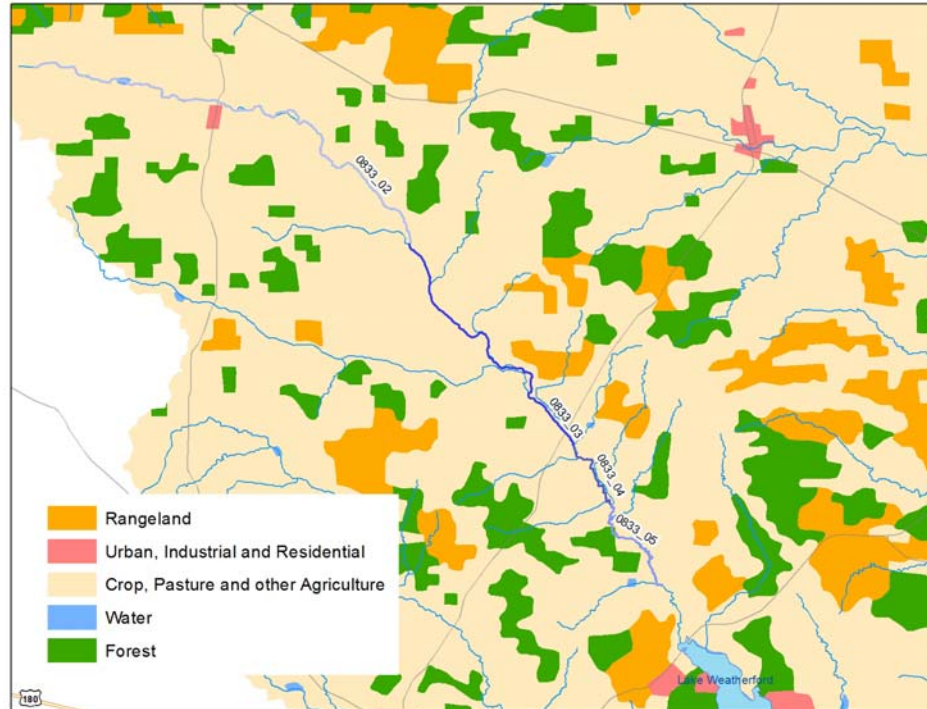 0833_02
0833_03
0833_04
0833_05
Rangeland
Urban, Industrial and Residential
Crop, Pasture and other Agriculture
Water
Forest
Lake Weatherford
180